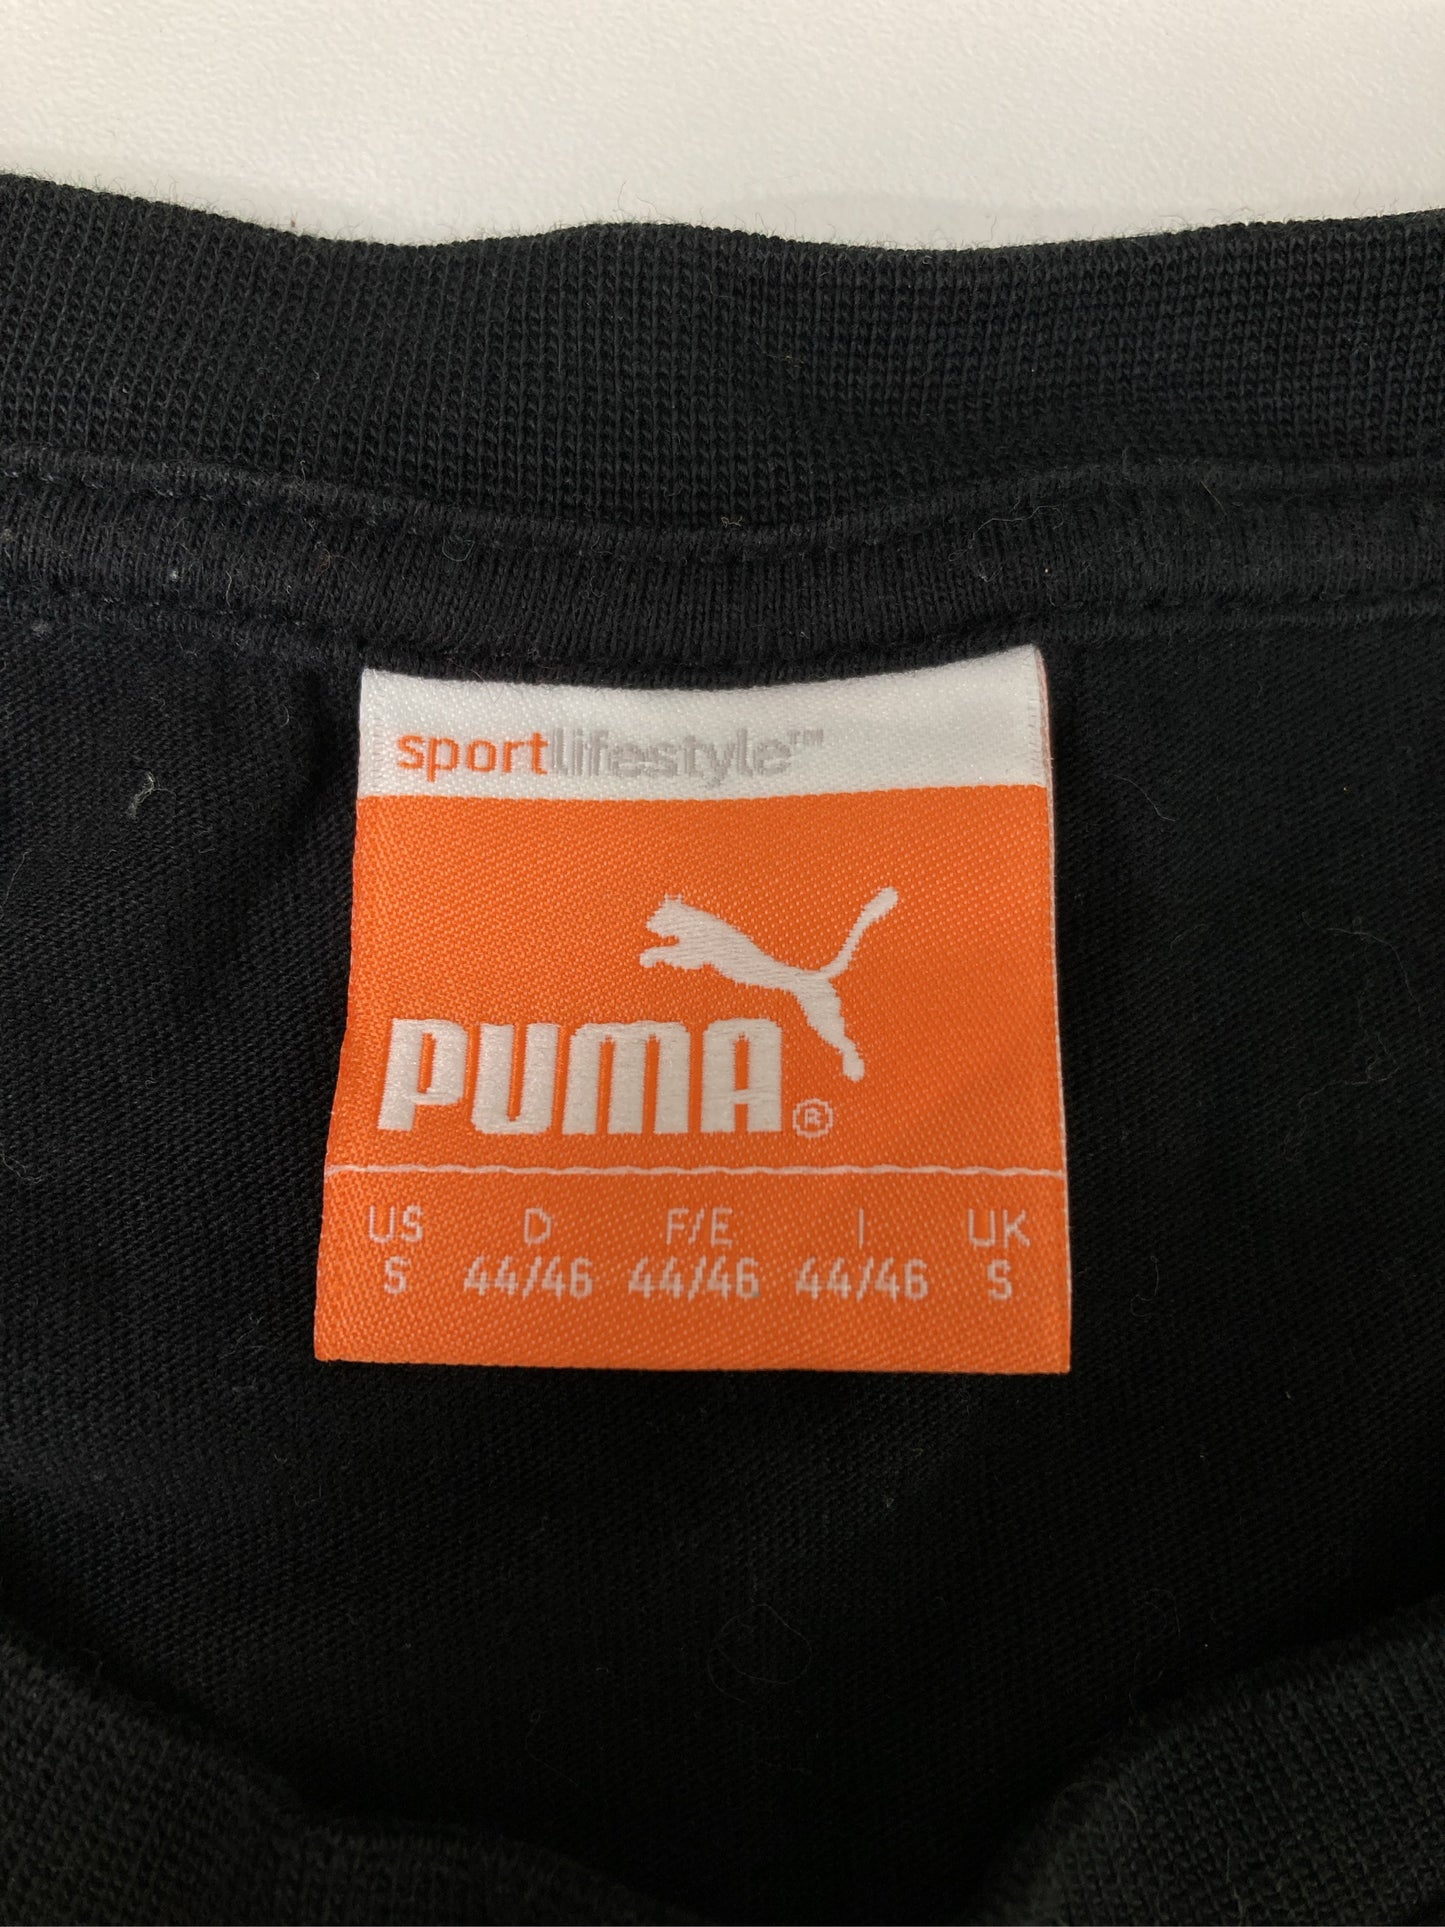 sportlifestyle™
PUMA®
US D F/E I UK
S 44/46 44/46 44/46 S